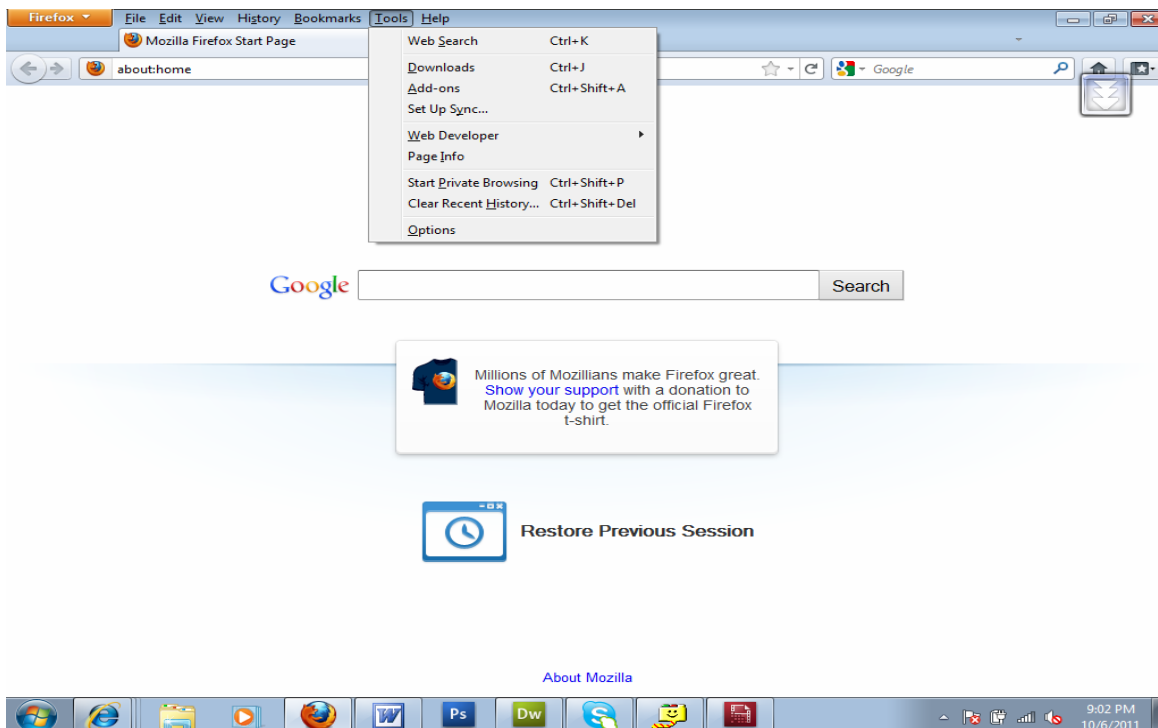 Firefox
File Edit View History Bookmarks Tools Help
Mozilla Firefox Start Page
about:home
Google
Web Search Ctrl+K
Downloads Ctrl+J
Add-ons Ctrl+Shift+A
Set Up Sync...
Web Developer
Page Info
Start Private Browsing Ctrl+Shift+P
Clear Recent History... Ctrl+Shift+Del
Options
Google
Search
Millions of Mozillians make Firefox great.
Show your support with a donation to
Mozilla today to get the official Firefox
t-shirt.
Restore Previous Session
About Mozilla
W
Ps
Dw
S
9:02 PM
10/6/2011